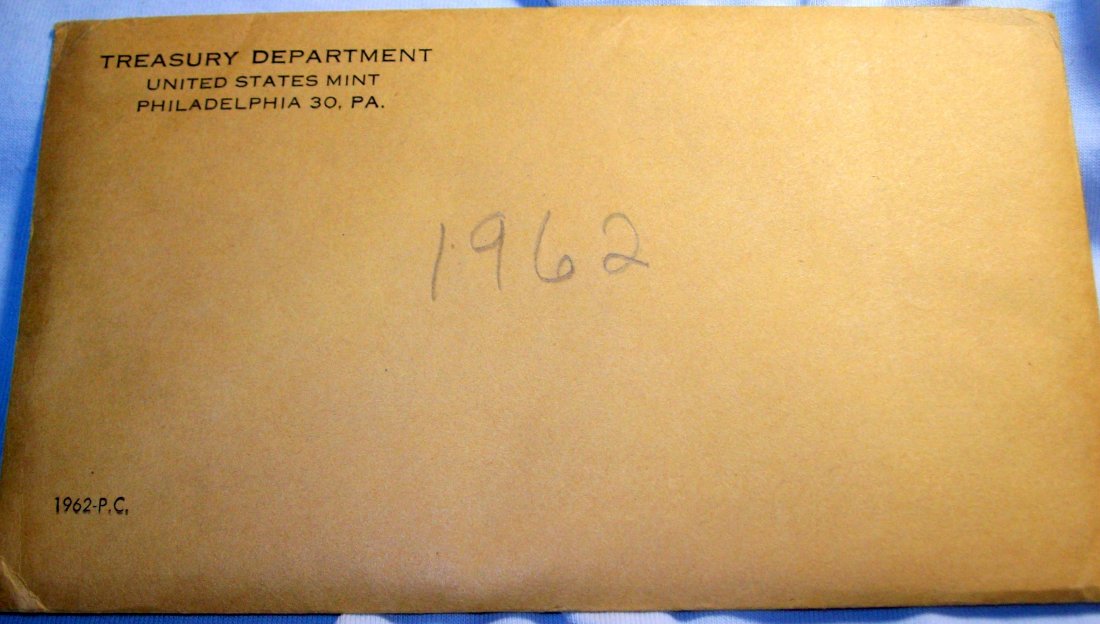 TREASURY DEPARTMENT
UNITED STATES MINT
PHILADELPHIA 30, PA.
1962
1962-P.C.